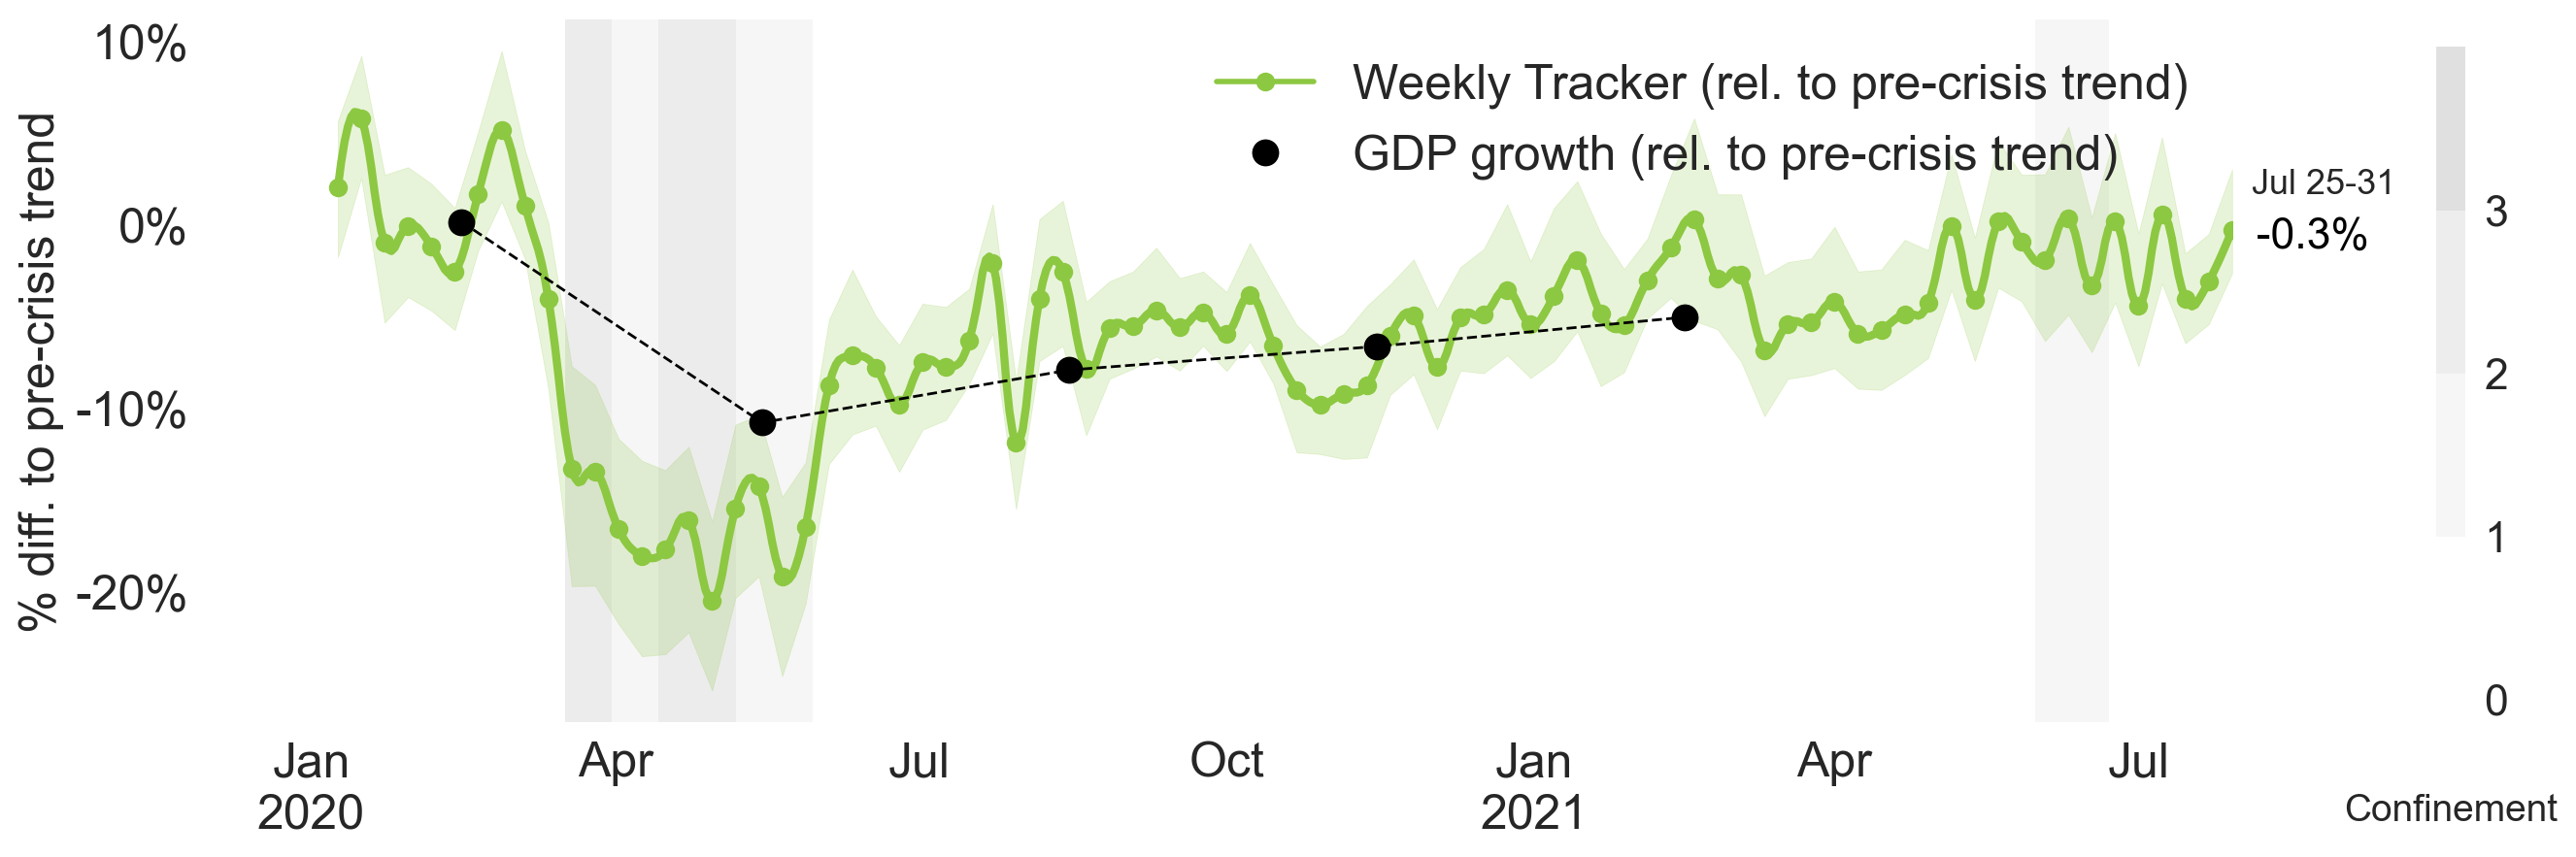 % diff. to pre-crisis trend
10%
0%
-10%
-20%
Weekly Tracker (rel. to pre-crisis trend)
GDP growth (rel. to pre-crisis trend)
Jul 25-31
-0.3%
3
2
1
0
Jan Apr Jul Oct Jan Apr Jul
2020 2021
Confinement